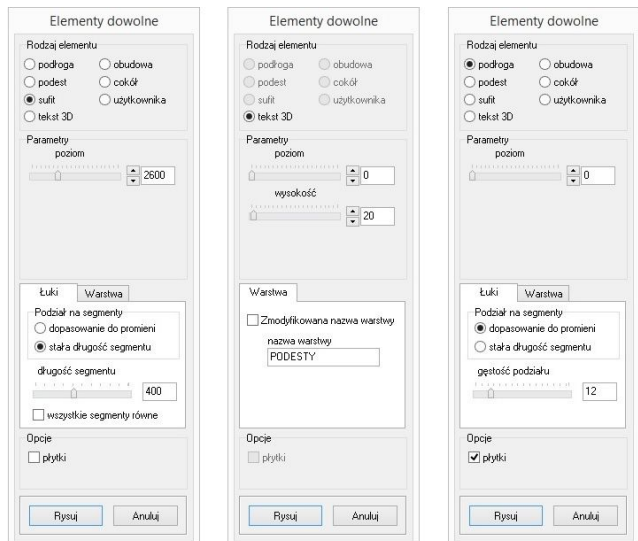 Elementy dowolne
Rodzaj elementu
podłoga
obudowa
podest
cokół
sufit
użytkownika
tekst 3D
Parametry
poziom
2600
Łuki
Warstwa
Podział na segmenty
dopasowanie do promieni
stała długość segmentu
długość segmentu
400
wszystkie segmenty równe
Opcje
płytki
Rysuj
Anuluj
Elementy dowolne
Rodzaj elementu
podłoga
obudowa
podest
cokół
sufit
użytkownika
tekst 3D
Parametry
poziom
0
wysokość
20
Warstwa
Zmodyfikowana nazwa warstwy
nazwa warstwy
PODESTY
Opcje
płytki
Rysuj
Anuluj
Elementy dowolne
Rodzaj elementu
podłoga
obudowa
podest
cokół
sufit
użytkownika
tekst 3D
Parametry
poziom
0
Łuki
Warstwa
Podział na segmenty
dopasowanie do promieni
stała długość segmentu
gęstość podziału
12
Opcje
płytki
Rysuj
Anuluj